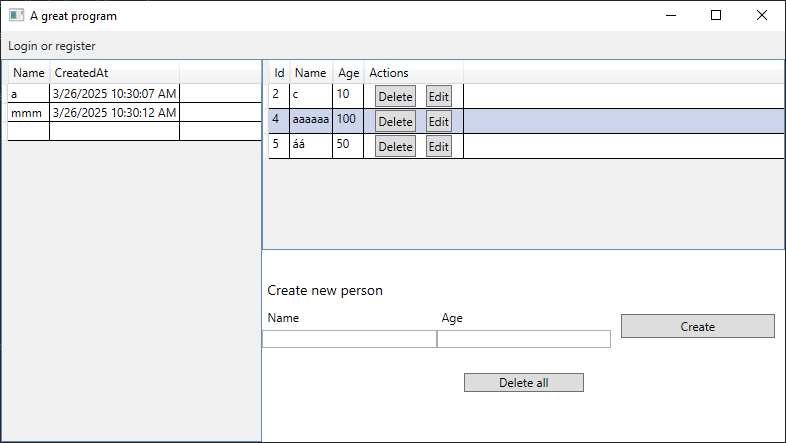 A great program
Login or register
Name CreatedAt
a 3/26/2025 10:30:07 AM
mmm 3/26/2025 10:30:12 AM
Id Name Age Actions
2 c 10 Delete Edit
4 aaaaaa 100 Delete Edit
5 áá 50 Delete Edit
Create new person
Name Age
Create
Delete all